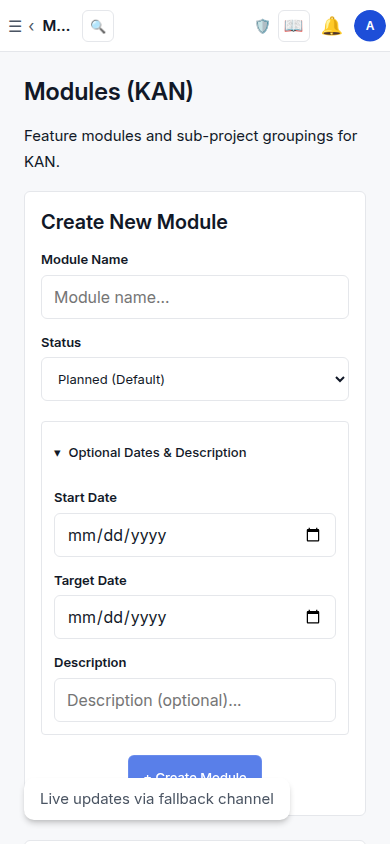 M...
A
Modules (KAN)
Feature modules and sub-project groupings for
KAN.
Create New Module
Module Name
Module name...
Status
Planned (Default)
▾ Optional Dates & Description
Start Date
mm/dd/yyyy
Target Date
mm/dd/yyyy
Description
Description (optional)...
+ Create Module
Live updates via fallback channel